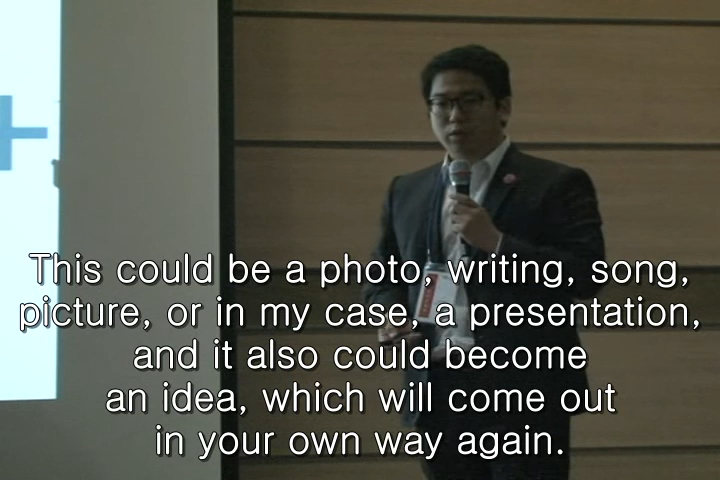 This could be a photo, writing, song,
picture, or in my case, a presentation,
and it also could become
an idea, which will come out
in your own way again.